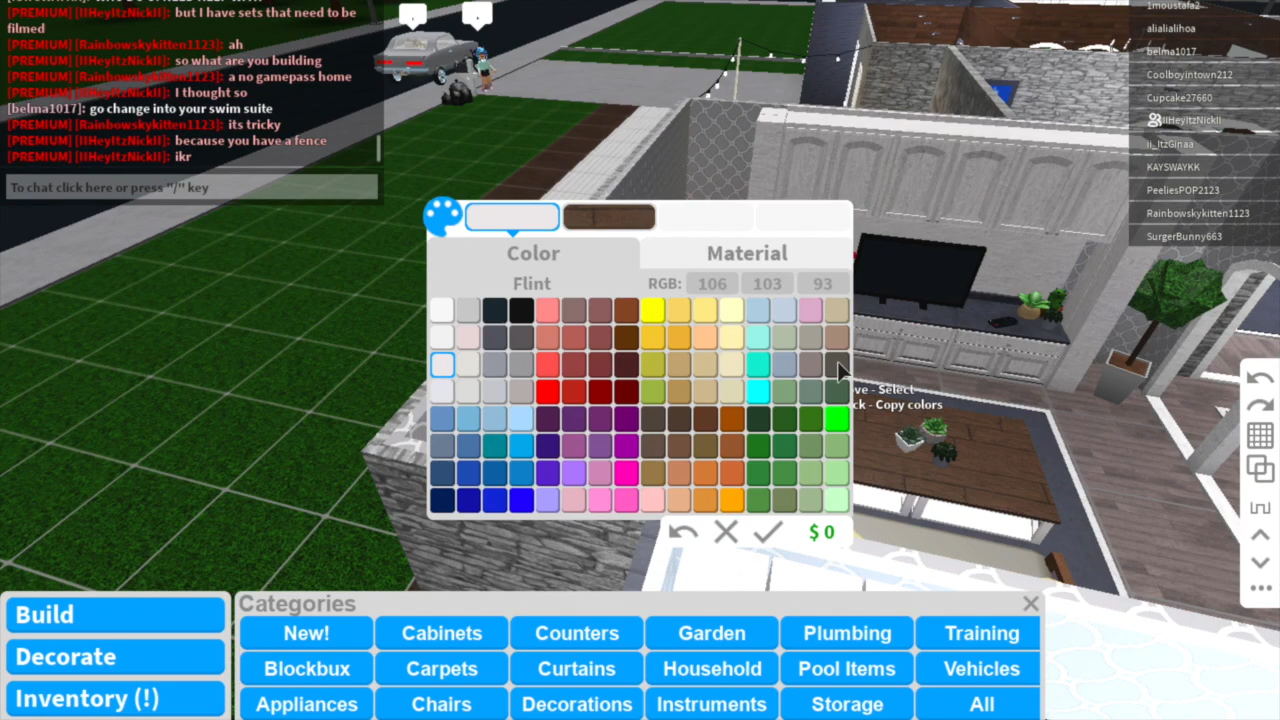 but I have sets that need to be
filmed
[PREMIUM] [Rainbowskykitten1123]: ah
[PREMIUM] [IIHeyItzNickII]: so what are you building
[PREMIUM] [Rainbowskykitten1123]: a no gamepass home
[PREMIUM] [IIHeyItzNickII]: I thought so
[belma1017]: go change into your swim suite
[PREMIUM] [Rainbowskykitten1123]: its tricky
[PREMIUM] [IIHeyItzNickII]: because you have a fence
[PREMIUM] [IIHeyItzNickII]: ikr
To chat click here or press "/" key
1moustafa2
alialialihoa
belma1017
Coolboyintown212
Cupcake27660
IIHeyItzNickII
ii_ItzGinaa
KAYSWAYKK
PeeliesPOP2123
Rainbowskykitten1123
SurgerBunny663
Color
Material
Flint
RGB: 106 103 93
ve - Select
ck - Copy colors
$ 0
Build
Decorate
Inventory (!)
Categories
New! Cabinets Counters Garden Plumbing Training
Blockbux Carpets Curtains Household Pool Items Vehicles
Appliances Chairs Decorations Instruments Storage All